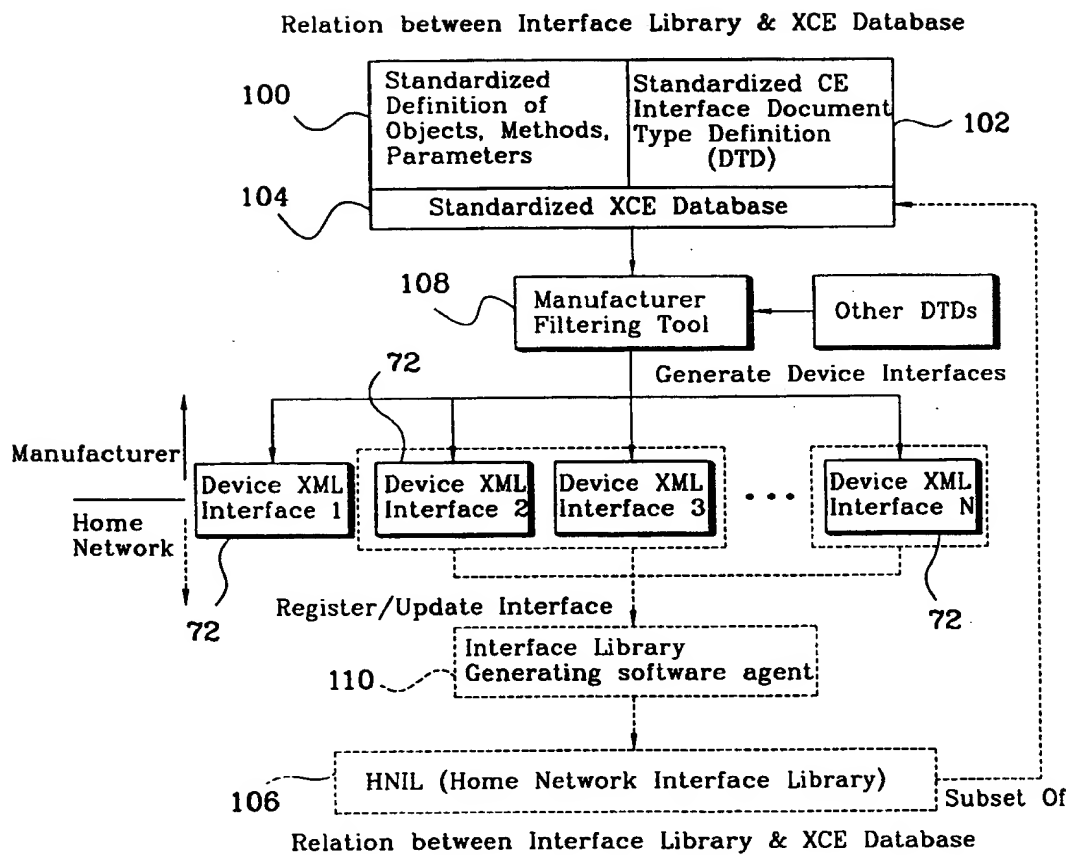 Relation between Interface Library & XCE Database
100
Standardized
Definition of
Objects, Methods,
Parameters
Standardized CE
Interface Document
Type Definition
(DTD)
102
104
Standardized XCE Database
108
Manufacturer
Filtering Tool
Other DTDs
72
Generate Device Interfaces
Manufacturer
Home
Network
Device XML
Interface 1
Device XML
Interface 2
Device XML
Interface 3
Device XML
Interface N
72
72
Register/Update Interface
Interface Library
Generating software agent
110
HNIL (Home Network Interface Library)
106
Subset Of
Relation between Interface Library & XCE Database